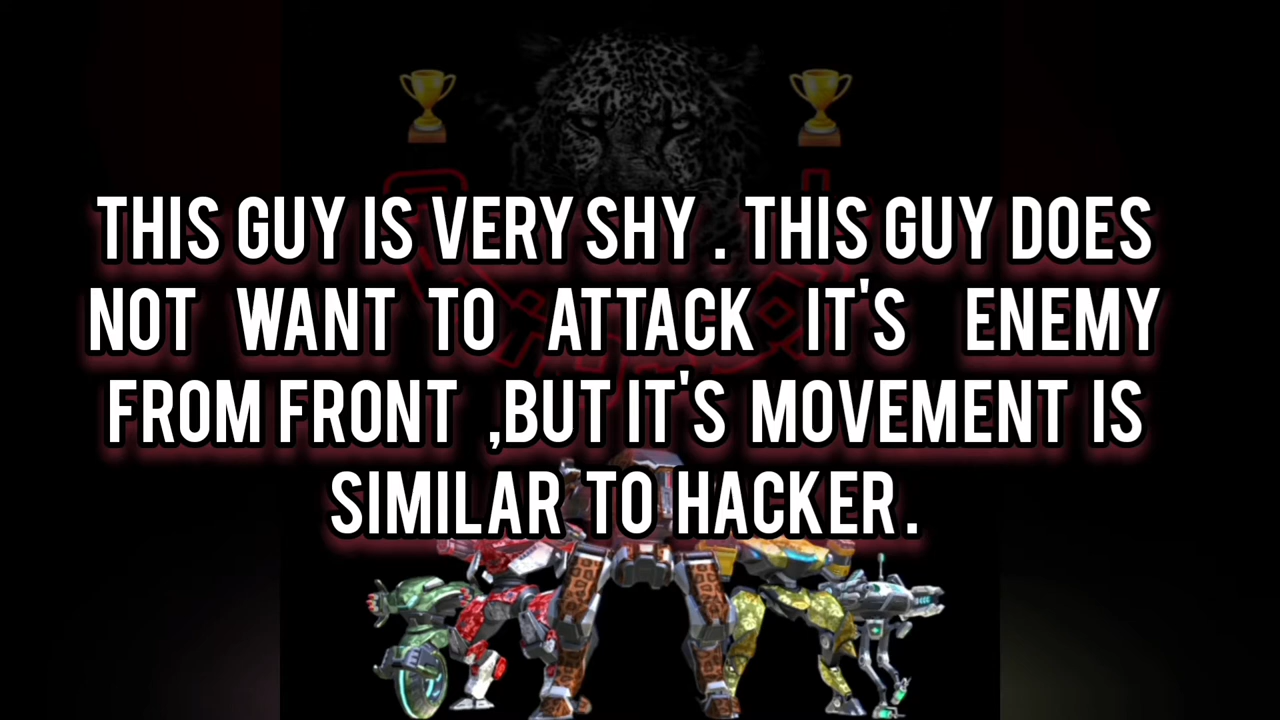 THIS GUY IS VERY SHY . THIS GUY DOES
NOT WANT TO ATTACK IT'S ENEMY
FROM FRONT ,BUT IT'S MOVEMENT IS
SIMILAR TO HACKER .